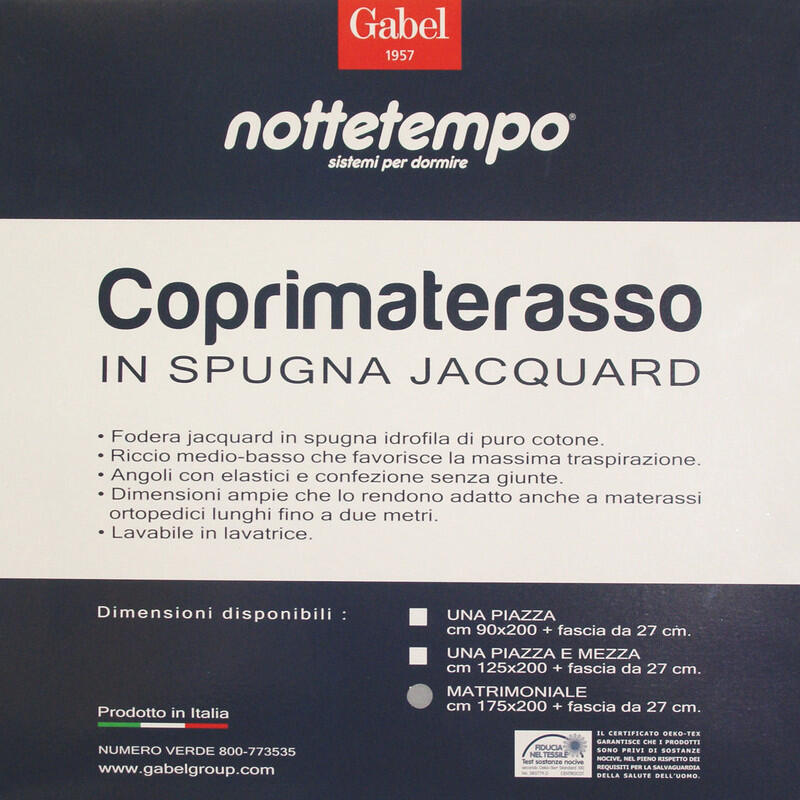 Gabel
1957
nottetempo®
sistemi per dormire
Coprimaterasso
IN SPUGNA JACQUARD
• Fodera jacquard in spugna idrofila di puro cotone.
• Riccio medio-basso che favorisce la massima traspirazione.
• Angoli con elastici e confezione senza giunte.
• Dimensioni ampie che lo rendono adatto anche a materassi
ortopedici lunghi fino a due metri.
• Lavabile in lavatrice.
Dimensioni disponibili :
UNA PIAZZA
cm 90x200 + fascia da 27 cm.
UNA PIAZZA E MEZZA
cm 125x200 + fascia da 27 cm.
MATRIMONIALE
cm 175x200 + fascia da 27 cm.
Prodotto in Italia
NUMERO VERDE 800-773535
www.gabelgroup.com
FIDUCIA
NEL TESSILE
Test sostanze nocive
IL CERTIFICATO OEKO-TEX
GARANTISCE CHE I PRODOTTI
SONO PRIVI DI SOSTANZE
NOCIVE, NEL PIENO RISPETTO DEI
REQUISITI PER LA SALVAGUARDIA
DELLA SALUTE DELL'UOMO.